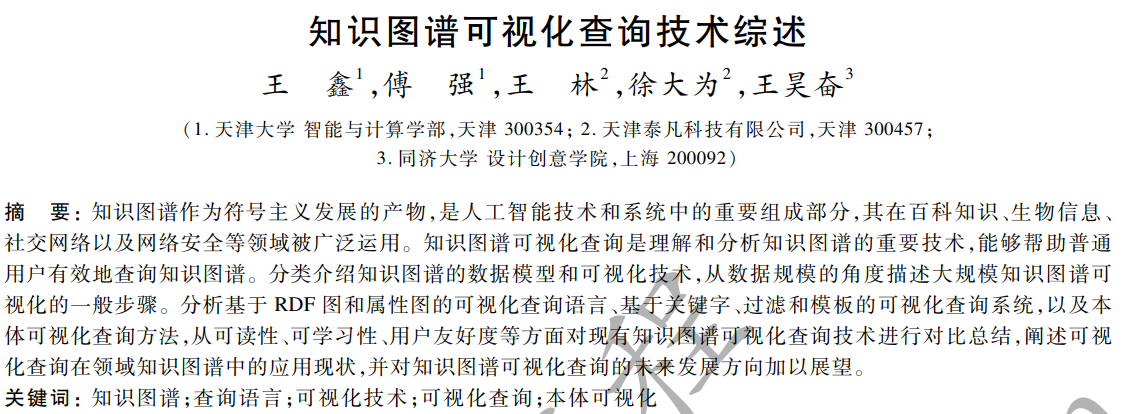 知识图谱可视化查询技术综述
王 鑫1,傅 强1,王 林2,徐大为2,王昊奋3
(1. 天津大学 智能与计算学部,天津 300354; 2. 天津泰凡科技有限公司,天津 300457;
3. 同济大学 设计创意学院,上海 200092)
摘 要: 知识图谱作为符号主义发展的产物,是人工智能技术和系统中的重要组成部分,其在百科知识、生物信息、
社交网络以及网络安全等领域被广泛运用。知识图谱可视化查询是理解和分析知识图谱的重要技术,能够帮助普通
用户有效地查询知识图谱。分类介绍知识图谱的数据模型和可视化技术,从数据规模的角度描述大规模知识图谱可
视化的一般步骤。分析基于 RDF 图和属性图的可视化查询语言、基于关键字、过滤和模板的可视化查询系统,以及本
体可视化查询方法,从可读性、可学习性、用户友好度等方面对现有知识图谱可视化查询技术进行对比总结,阐述可视
化查询在领域知识图谱中的应用现状,并对知识图谱可视化查询的未来发展方向加以展望。
关键词: 知识图谱;查询语言;可视化技术;可视化查询;本体可视化
程